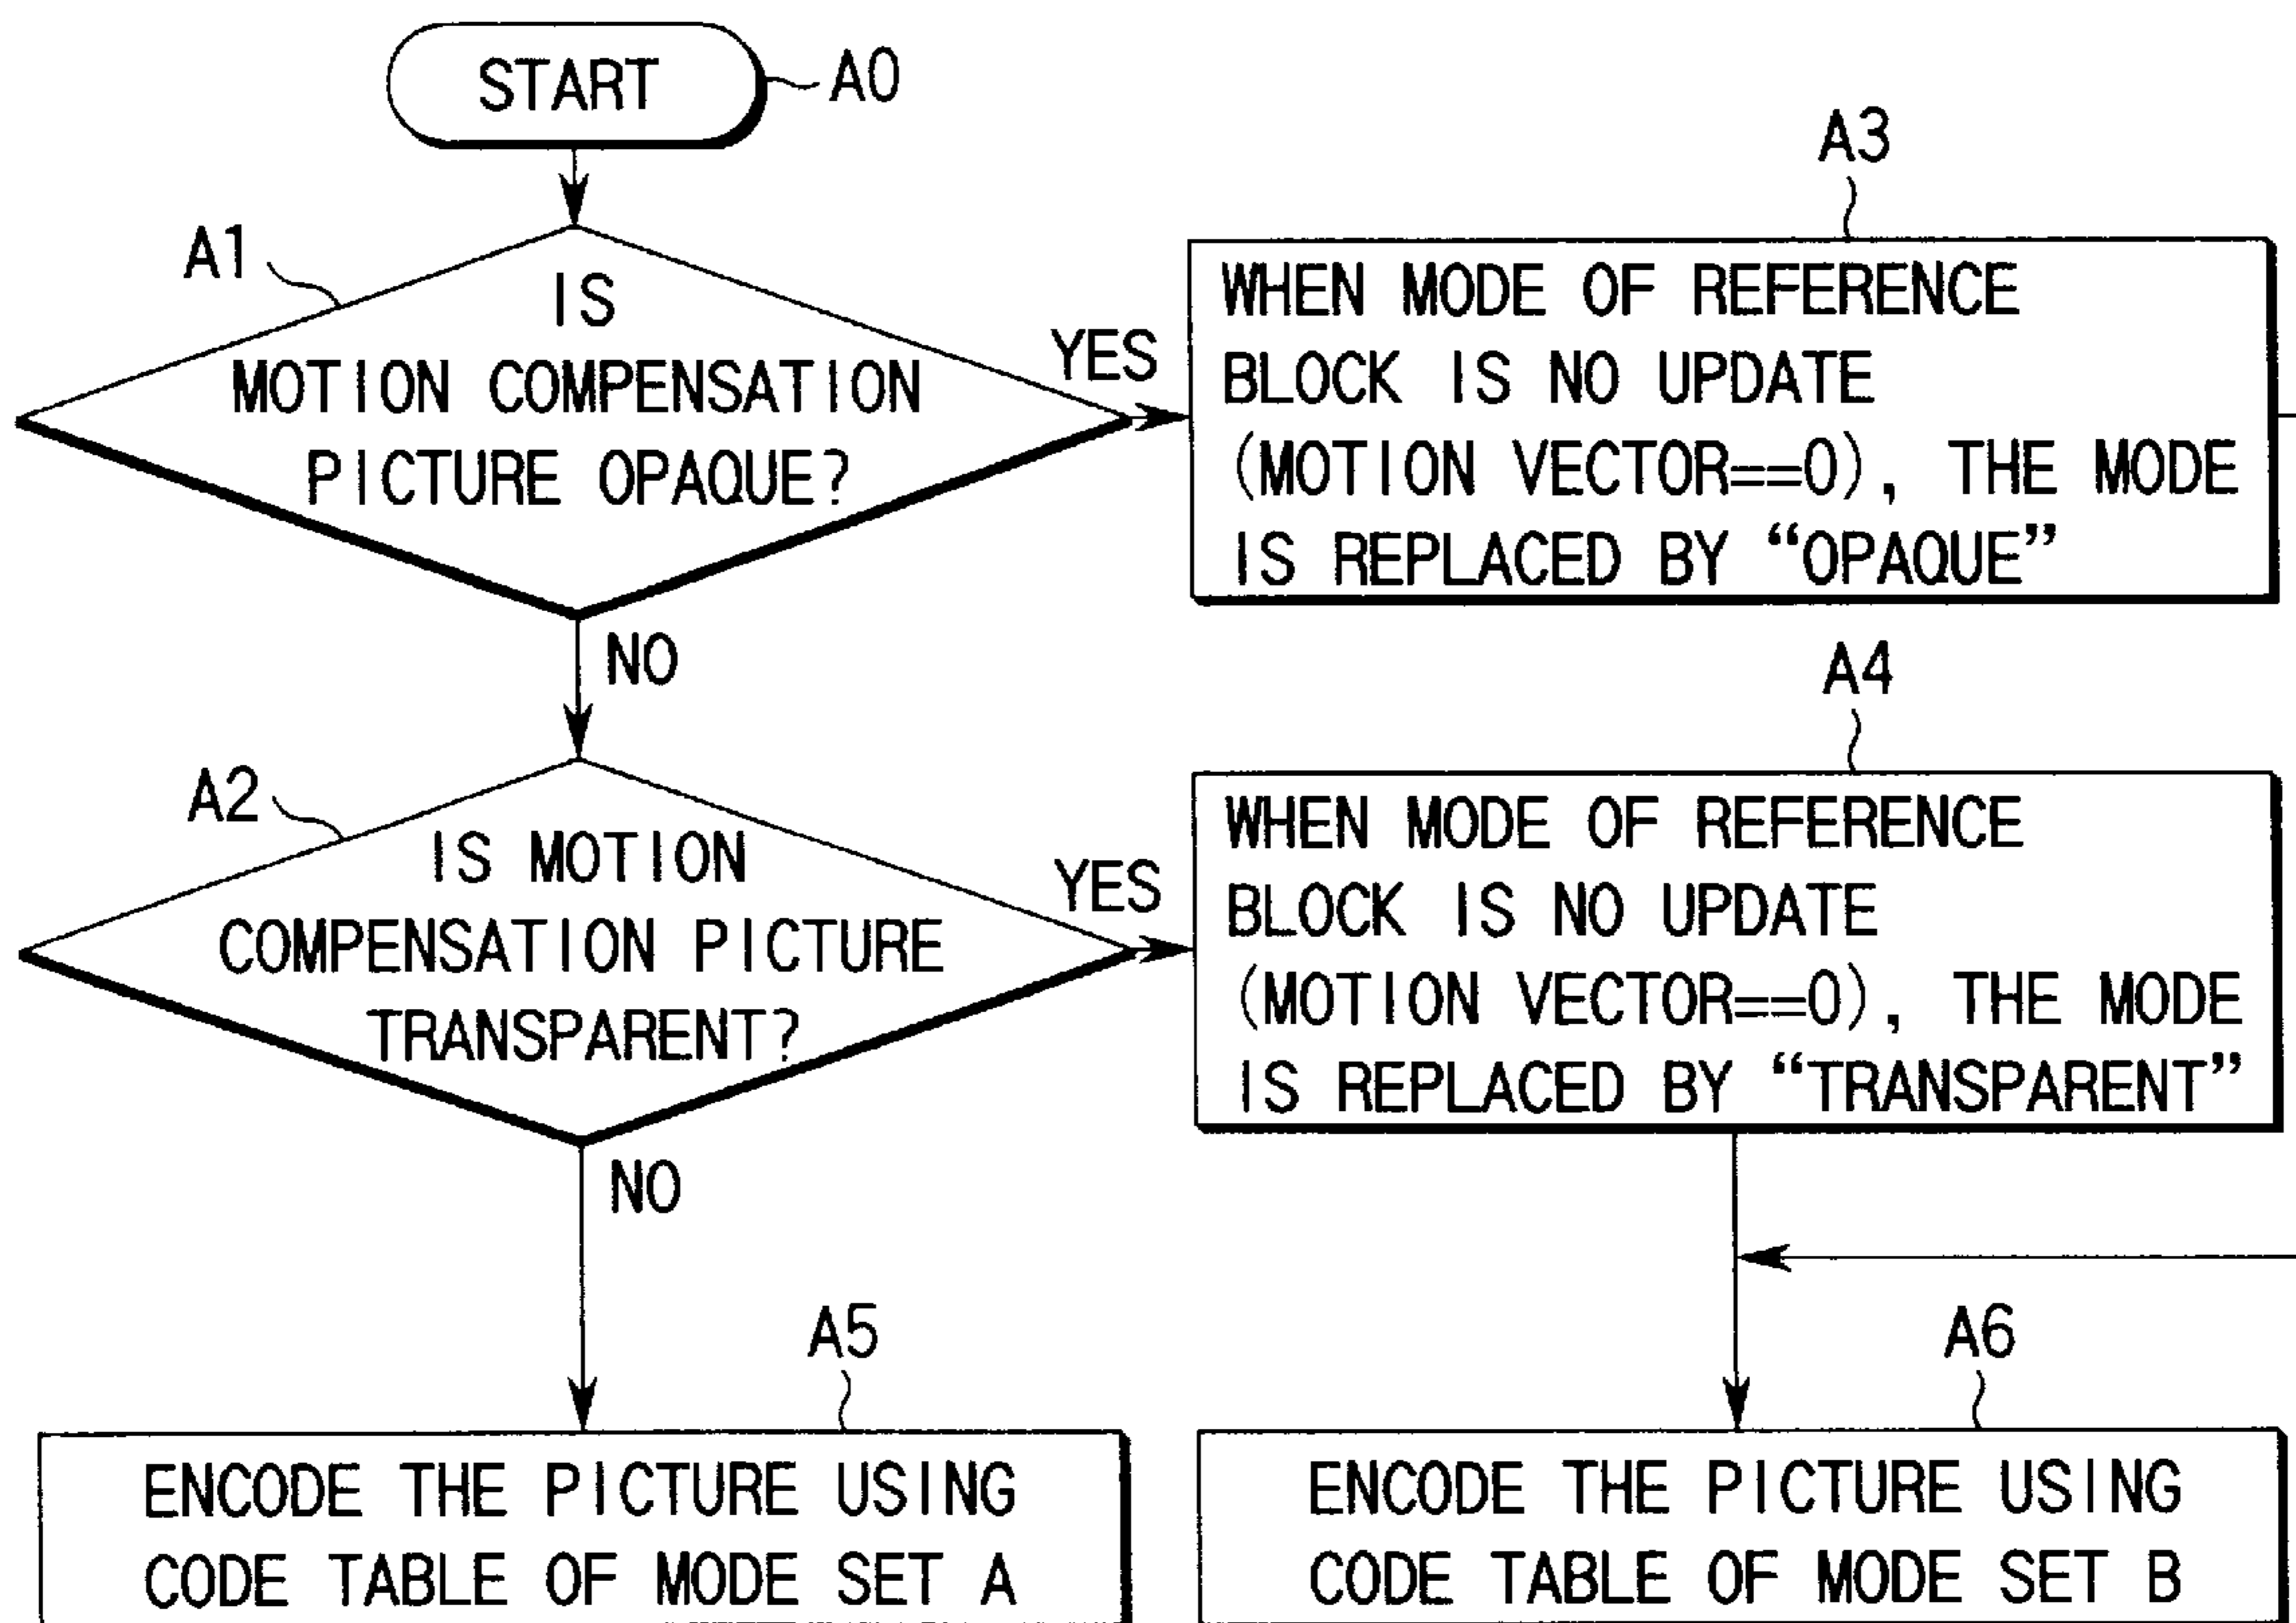 START
A0
A1
IS
MOTION COMPENSATION
PICTURE OPAQUE?
YES
NO
A3
WHEN MODE OF REFERENCE
BLOCK IS NO UPDATE
(MOTION VECTOR==0), THE MODE
IS REPLACED BY “OPAQUE”
A2
IS MOTION
COMPENSATION PICTURE
TRANSPARENT?
YES
NO
A4
WHEN MODE OF REFERENCE
BLOCK IS NO UPDATE
(MOTION VECTOR==0), THE MODE
IS REPLACED BY “TRANSPARENT”
A5
ENCODE THE PICTURE USING
CODE TABLE OF MODE SET A
A6
ENCODE THE PICTURE USING
CODE TABLE OF MODE SET B